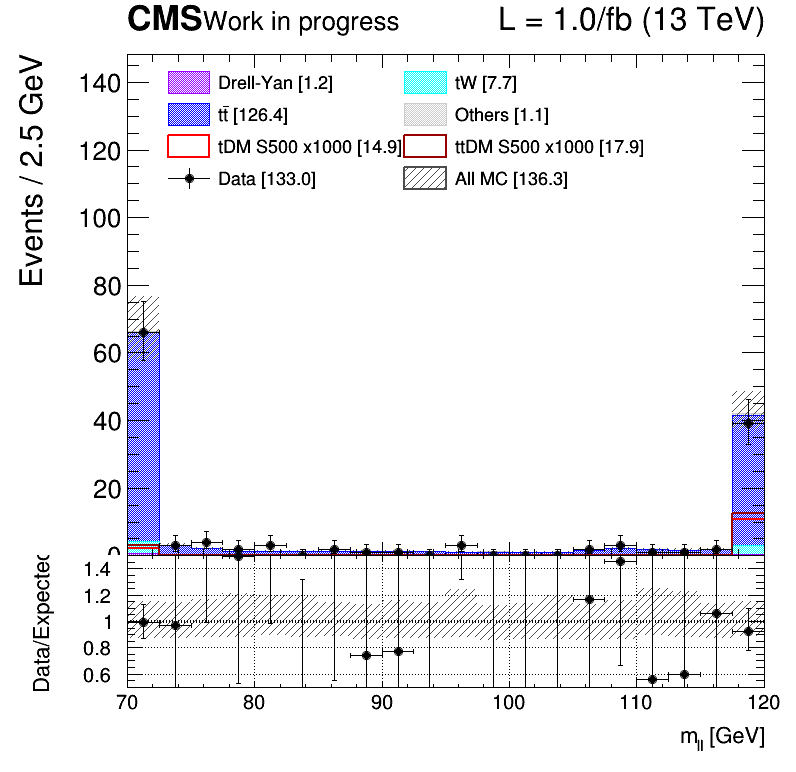 CMS Work in progress L = 1.0/fb (13 TeV)
Events / 2.5 GeV
Drell-Yan [1.2] tW [7.7]
tt̄ [126.4] Others [1.1]
tDM S500 x1000 [14.9] ttDM S500 x1000 [17.9]
Data [133.0] All MC [136.3]
140
120
100
80
60
40
20
0
Data/Expected
1.4
1.2
1
0.8
0.6
70 80 90 100 110 120
m_ll [GeV]